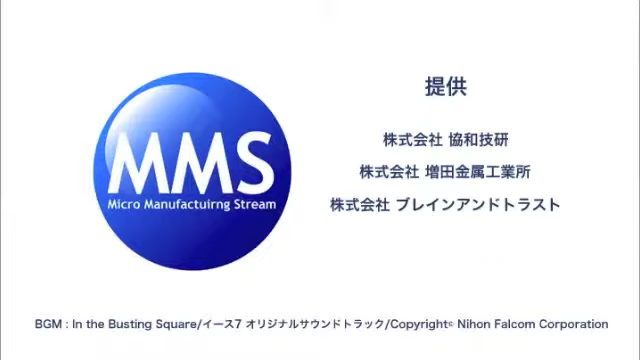 提供
MMS
Micro Manufactuirng Stream
株式会社 協和技研
株式会社 増田金属工業所
株式会社 ブレインアンドトラスト
BGM : In the Busting Square/イース7 オリジナルサウンドトラック/Copyright© Nihon Falcom Corporation